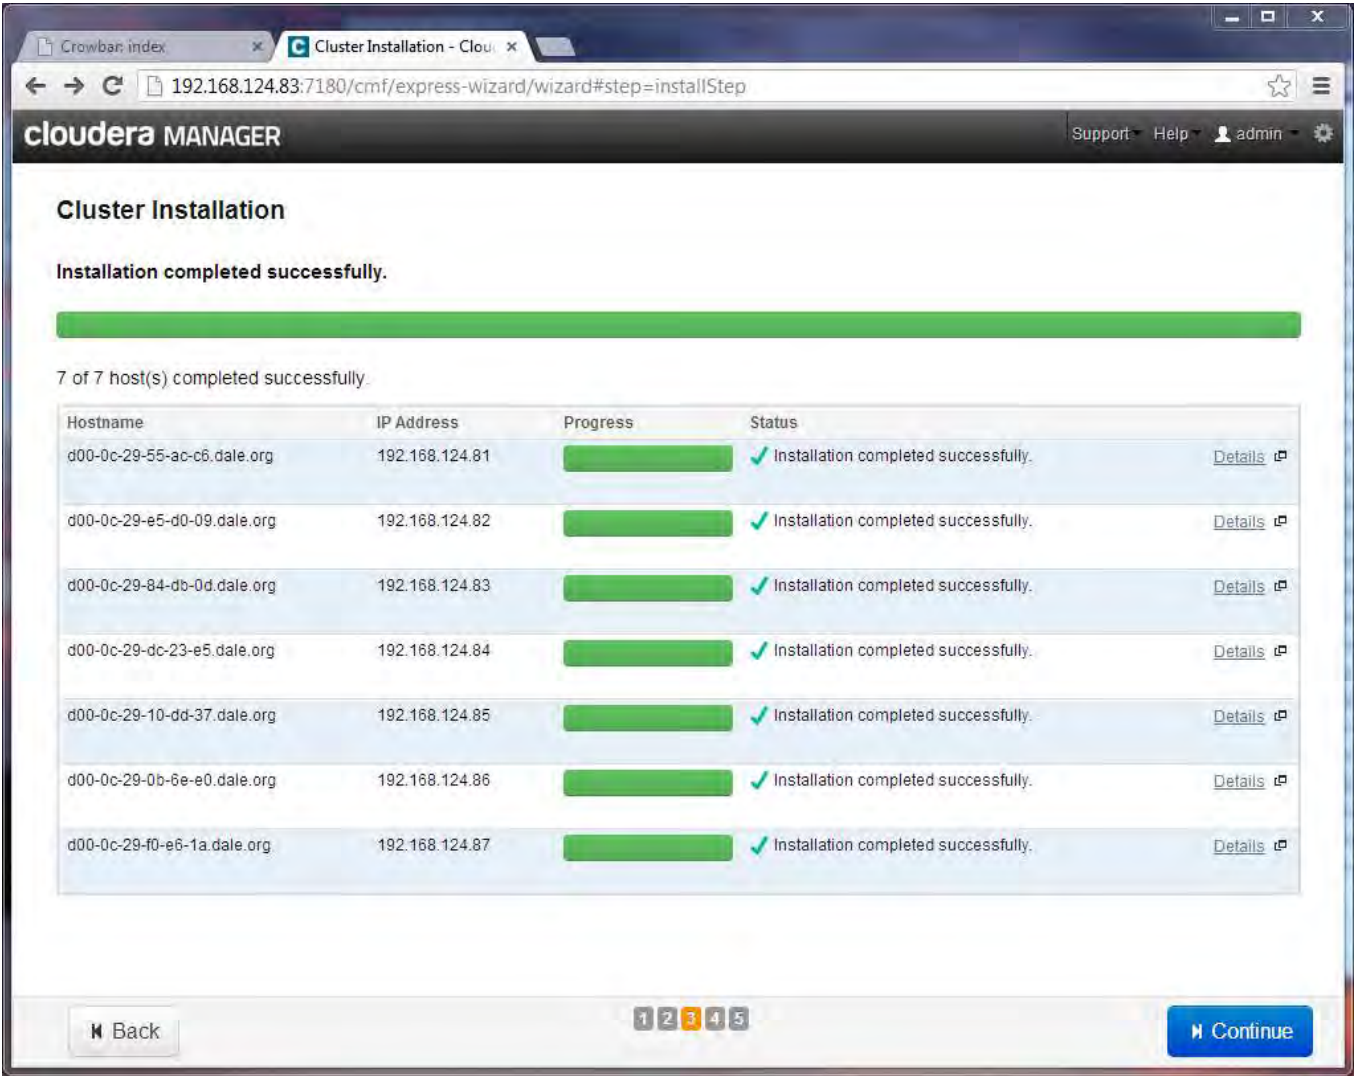 Crowbar: index
Cluster Installation - Clou
192.168.124.83:7180/cmf/express-wizard/wizard#step=installStep
cloudera MANAGER
Support Help admin
Cluster Installation
Installation completed successfully.
7 of 7 host(s) completed successfully.
Hostname IP Address Progress Status
d00-0c-29-55-ac-c6.dale.org 192.168.124.81 Installation completed successfully. Details
d00-0c-29-e5-d0-09.dale.org 192.168.124.82 Installation completed successfully. Details
d00-0c-29-84-db-0d.dale.org 192.168.124.83 Installation completed successfully. Details
d00-0c-29-dc-23-e5.dale.org 192.168.124.84 Installation completed successfully. Details
d00-0c-29-10-dd-37.dale.org 192.168.124.85 Installation completed successfully. Details
d00-0c-29-0b-6e-e0.dale.org 192.168.124.86 Installation completed successfully. Details
d00-0c-29-f0-e6-1a.dale.org 192.168.124.87 Installation completed successfully. Details
Back 1 2 3 4 5 Continue